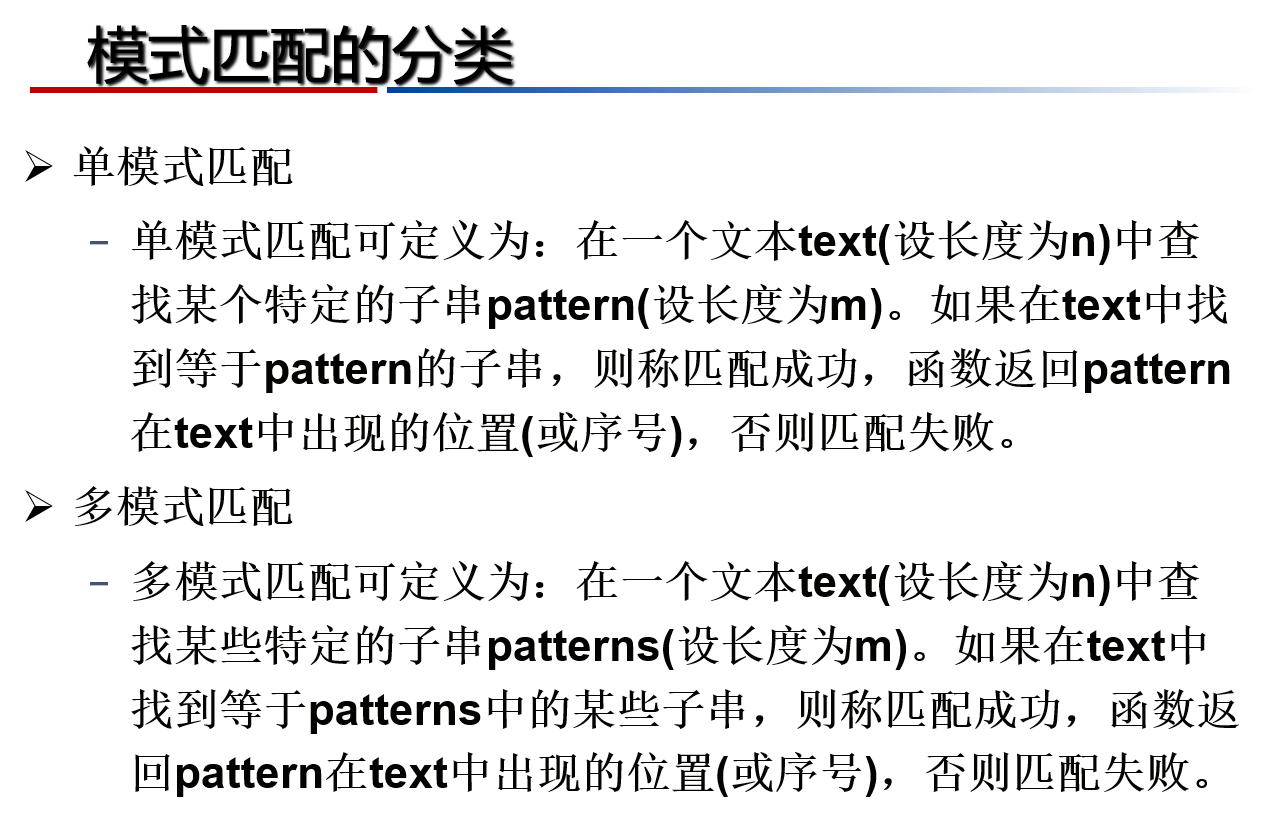 模式匹配的分类
➢ 单模式匹配
– 单模式匹配可定义为：在一个文本text(设长度为n)中查
找某个特定的子串pattern(设长度为m)。如果在text中找
到等于pattern的子串，则称匹配成功，函数返回pattern
在text中出现的位置(或序号)，否则匹配失败。
➢ 多模式匹配
– 多模式匹配可定义为：在一个文本text(设长度为n)中查
找某些特定的子串patterns(设长度为m)。如果在text中
找到等于patterns中的某些子串，则称匹配成功，函数返
回pattern在text中出现的位置(或序号)，否则匹配失败。